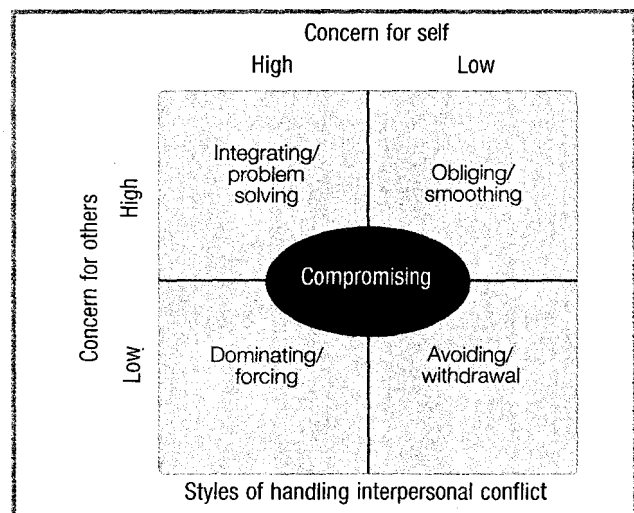 Concern for self
High
Low
Concern for others
High
Low
Integrating/
problem
solving
Obliging/
smoothing
Compromising
Dominating/
forcing
Avoiding/
withdrawal
Styles of handling interpersonal conflict